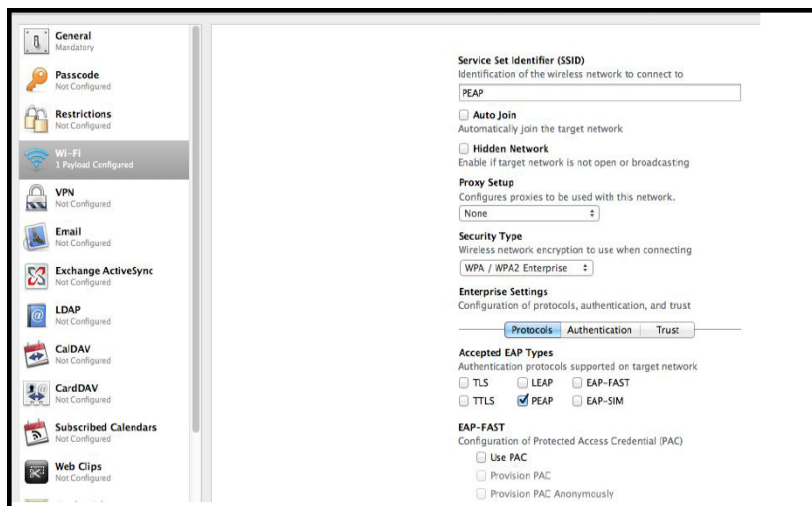 General
Mandatory
Passcode
Not Configured
Restrictions
Not Configured
Wi-Fi
1 Payload Configured
VPN
Not Configured
Email
Not Configured
Exchange ActiveSync
Not Configured
LDAP
Not Configured
CalDAV
Not Configured
CardDAV
Not Configured
Subscribed Calendars
Not Configured
Web Clips
Not Configured
Service Set Identifier (SSID)
Identification of the wireless network to connect to
PEAP
Auto Join
Automatically join the target network
Hidden Network
Enable if target network is not open or broadcasting
Proxy Setup
Configures proxies to be used with this network.
None
Security Type
Wireless network encryption to use when connecting
WPA / WPA2 Enterprise
Enterprise Settings
Configuration of protocols, authentication, and trust
Protocols Authentication Trust
Accepted EAP Types
Authentication protocols supported on target network
TLS LEAP EAP-FAST
TTLS PEAP EAP-SIM
EAP-FAST
Configuration of Protected Access Credential (PAC)
Use PAC
Provision PAC
Provision PAC Anonymously